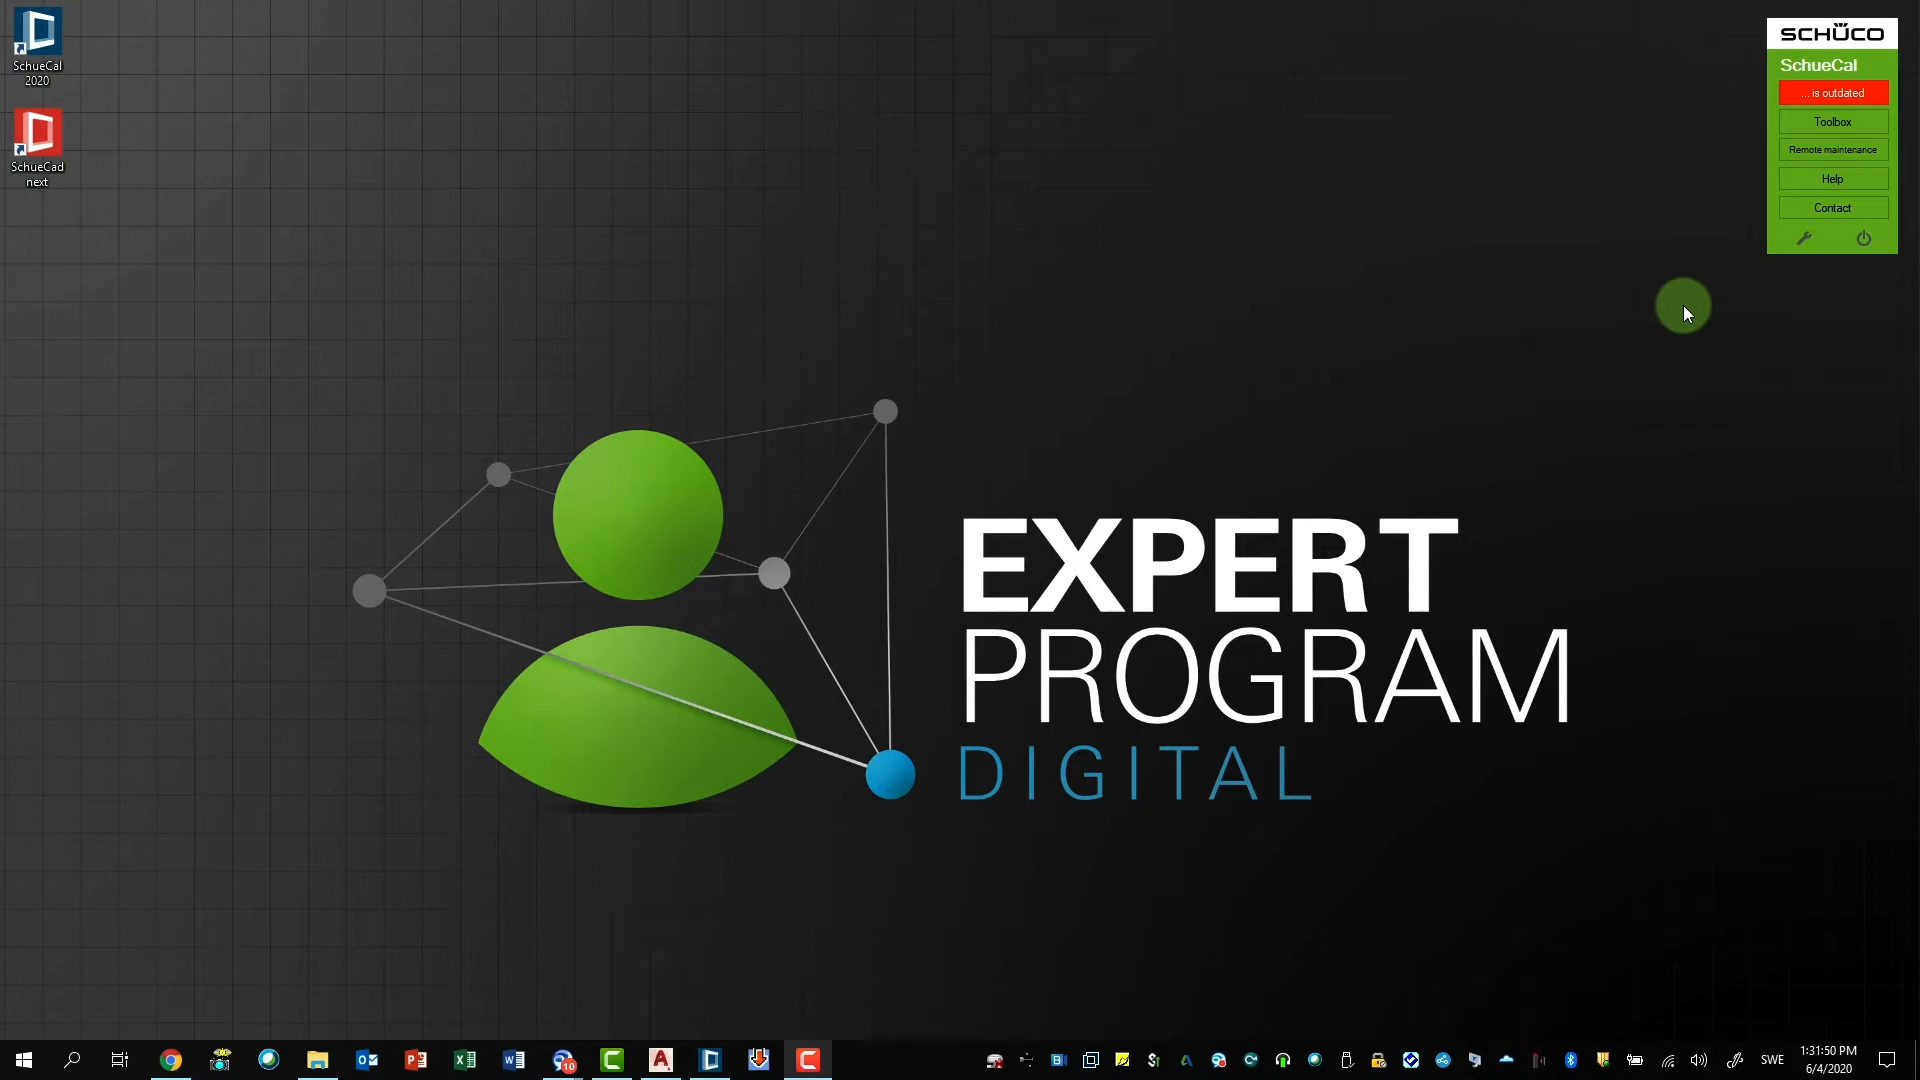 SchueCal
2020
SchueCad
next
SCHÜCO
SchueCal
... is outdated
Toolbox
Remote maintenance
Help
Contact
EXPERT
PROGRAM
DIGITAL
10
SWE
1:31:50 PM
6/4/2020